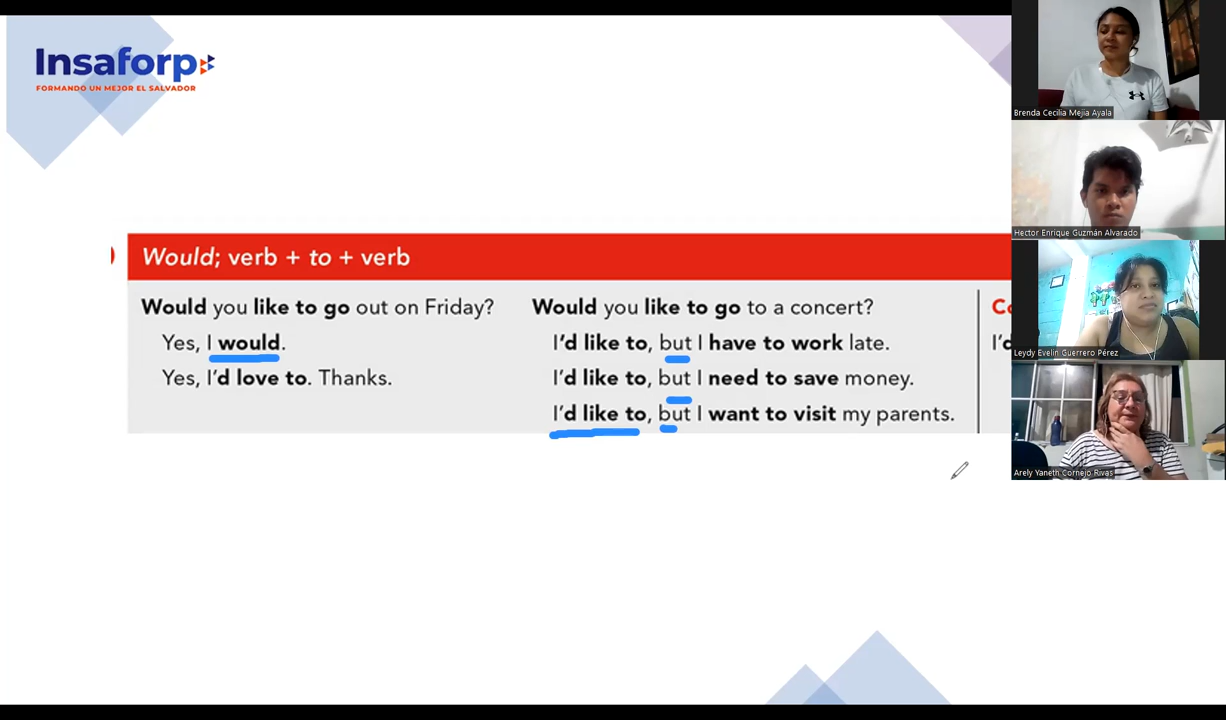 Insaforp
FORMANDO UN MEJOR EL SALVADOR
Would; verb + to + verb
Would you like to go out on Friday?
Yes, I would.
Yes, I'd love to. Thanks.
Would you like to go to a concert?
I'd like to, but I have to work late.
I'd like to, but I need to save money.
I'd like to, but I want to visit my parents.
Brenda Cecilia Mejia Ayala
Hector Enrique Guzmán Alvarado
Leydy Evelin Guerrero Pérez
Arely Yaneth Cornejo Rivas